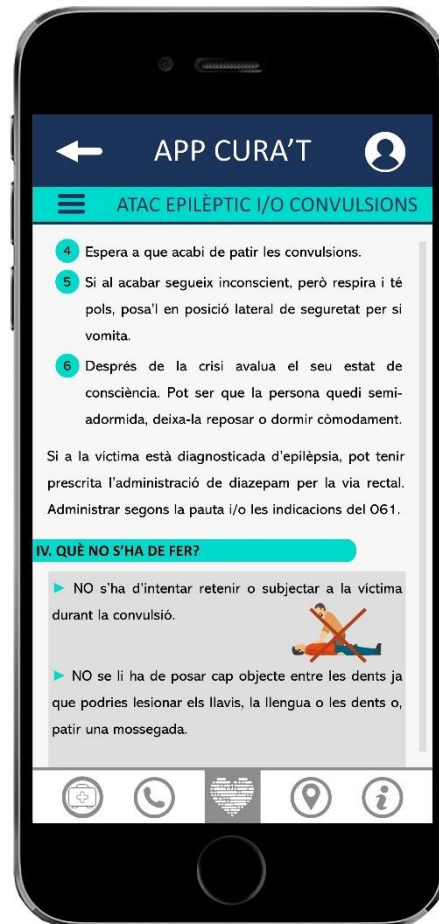 APP CURA'T
ATAC EPILÈPTIC I/O CONVULSIONS
4 Espera a que acabi de patir les convulsions.
5 Si al acabar segueix inconscient, però respira i té
pols, posa'l en posició lateral de seguretat per si
vomita.
6 Després de la crisi avalua el seu estat de
consciència. Pot ser que la persona quedi semi-
adormida, deixa-la reposar o dormir còmodament.
Si a la víctima està diagnosticada d'epilèpsia, pot tenir
prescrita l'administració de diazepam per la via rectal.
Administrar segons la pauta i/o les indicacions del 061.
IV. QUÈ NO S'HA DE FER?
► NO s'ha d'intentar retenir o subjectar a la víctima
durant la convulsió.
► NO se li ha de posar cap objecte entre les dents ja
que podries lesionar els llavis, la llengua o les dents o,
patir una mossegada.